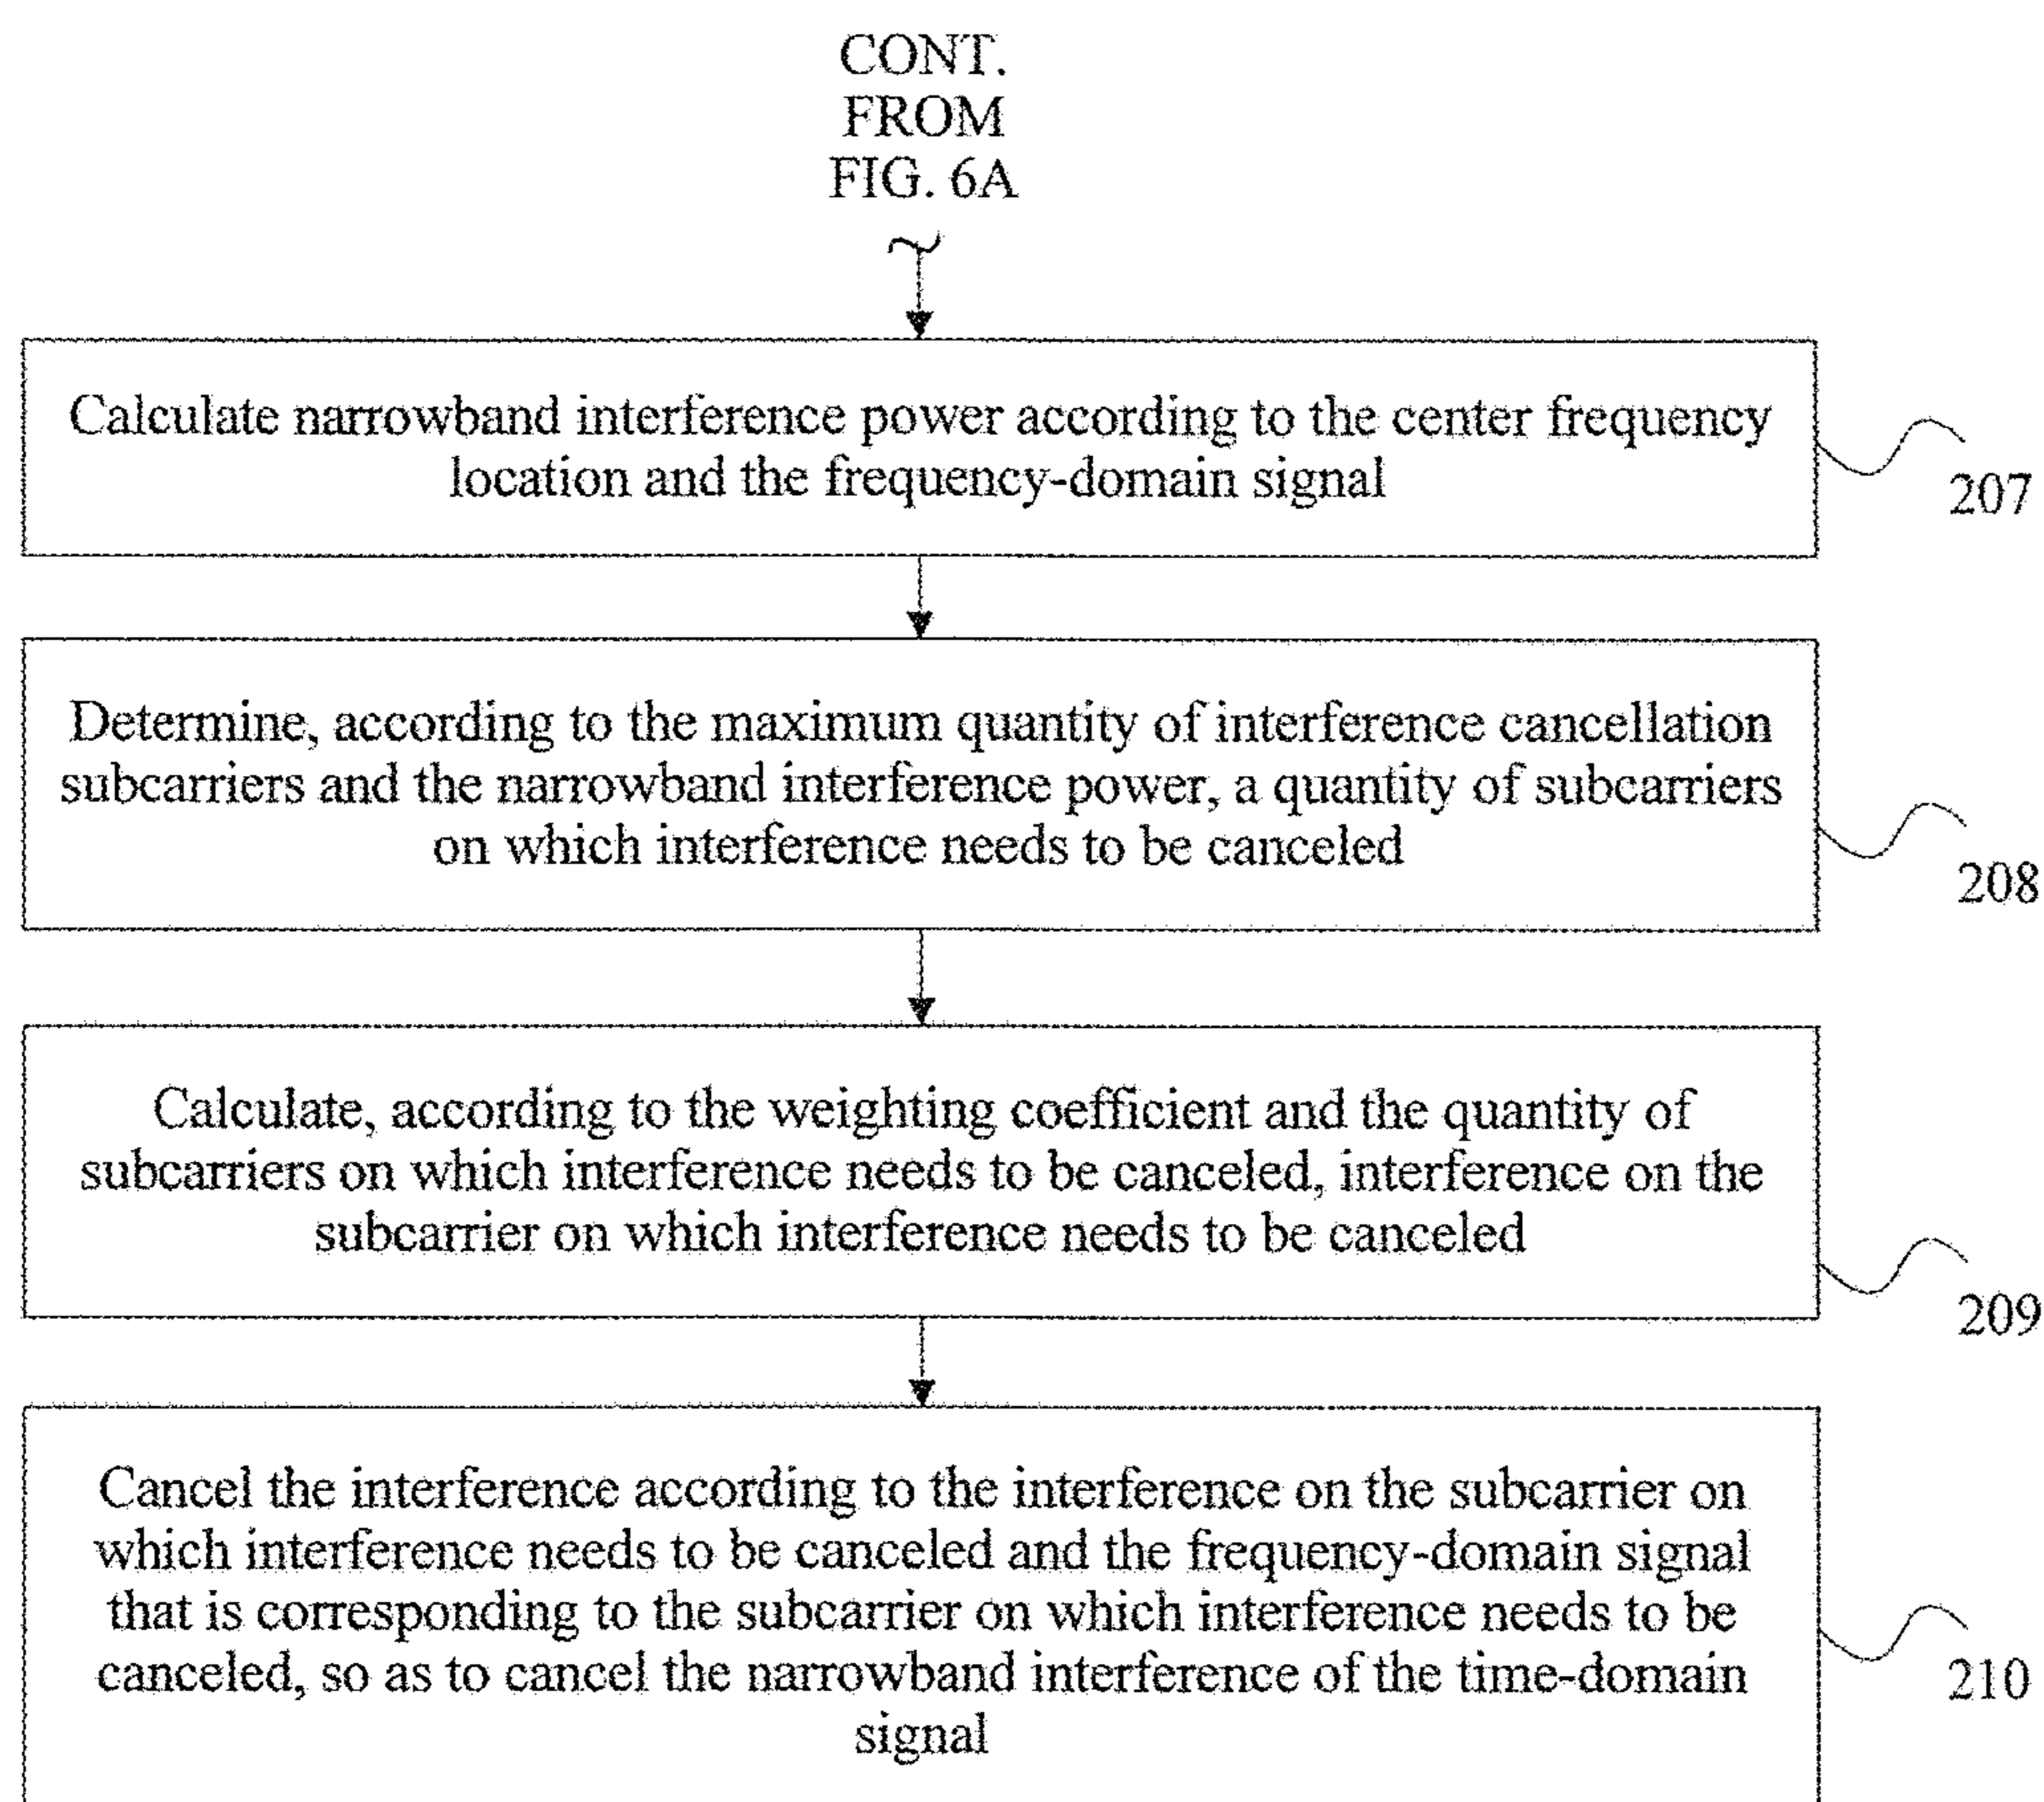 CONT.
FROM
FIG. 6A
Calculate narrowband interference power according to the center frequency
location and the frequency-domain signal
207
Determine, according to the maximum quantity of interference cancellation
subcarriers and the narrowband interference power, a quantity of subcarriers
on which interference needs to be canceled
208
Calculate, according to the weighting coefficient and the quantity of
subcarriers on which interference needs to be canceled, interference on the
subcarrier on which interference needs to be canceled
209
Cancel the interference according to the interference on the subcarrier on
which interference needs to be canceled and the frequency-domain signal
that is corresponding to the subcarrier on which interference needs to be
canceled, so as to cancel the narrowband interference of the time-domain
signal
210